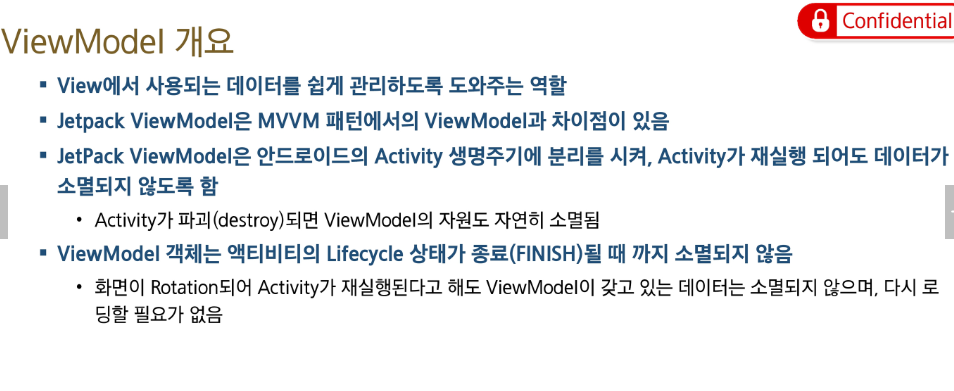 Confidential
ViewModel 개요
▪ View에서 사용되는 데이터를 쉽게 관리하도록 도와주는 역할
▪ Jetpack ViewModel은 MVVM 패턴에서의 ViewModel과 차이점이 있음
▪ JetPack ViewModel은 안드로이드의 Activity 생명주기에 분리를 시켜, Activity가 재실행 되어도 데이터가
소멸되지 않도록 함
• Activity가 파괴(destroy)되면 ViewModel의 자원도 자연히 소멸됨
▪ ViewModel 객체는 액티비티의 Lifecycle 상태가 종료(FINISH)될 때 까지 소멸되지 않음
• 화면이 Rotation되어 Activity가 재실행된다고 해도 ViewModel이 갖고 있는 데이터는 소멸되지 않으며, 다시 로
딩할 필요가 없음